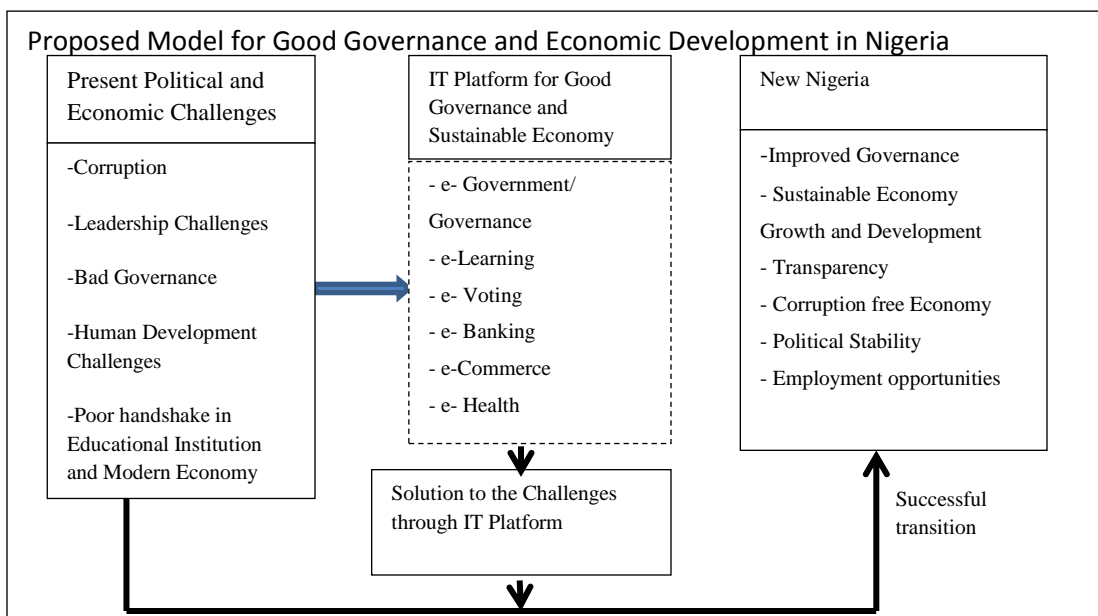 Proposed Model for Good Governance and Economic Development in Nigeria
Present Political and
Economic Challenges
-Corruption
-Leadership Challenges
-Bad Governance
-Human Development
Challenges
-Poor handshake in
Educational Institution
and Modern Economy
IT Platform for Good
Governance and
Sustainable Economy
- e- Government/
Governance
- e-Learning
- e- Voting
- e- Banking
- e-Commerce
- e- Health
Solution to the Challenges
through IT Platform
New Nigeria
-Improved Governance
- Sustainable Economy
Growth and Development
- Transparency
- Corruption free Economy
- Political Stability
- Employment opportunities
Successful
transition